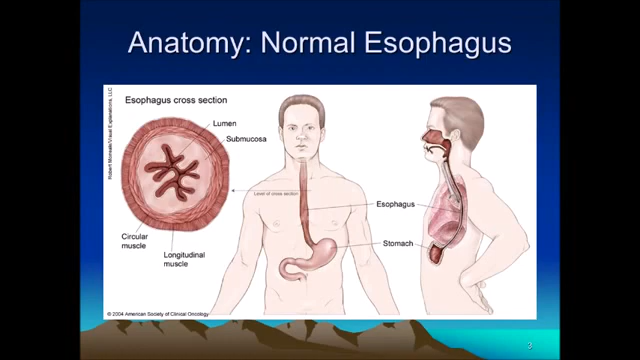 Anatomy: Normal Esophagus
Robert Morreale/Visual Explanations, LLC
Esophagus cross section
Lumen
Submucosa
Level of cross section
Esophagus
Circular
muscle
Longitudinal
muscle
Stomach
© 2004 American Society of Clinical Oncology
3